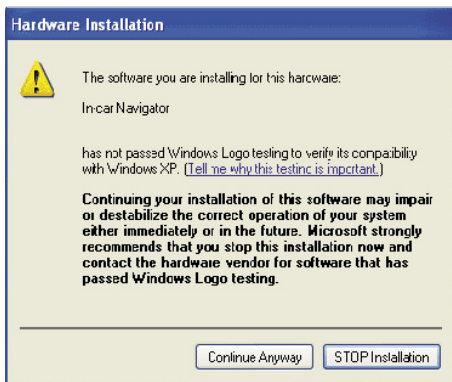 Hardware Installation
The software you are installing for this hardware:
In-car Navigator
has not passed Windows Logo testing to verify its compatibility
with Windows XP. (Tell me why this testing is important.)
Continuing your installation of this software may impair
or destabilize the correct operation of your system
either immediately or in the future. Microsoft strongly
recommends that you stop this installation now and
contact the hardware vendor for software that has
passed Windows Logo testing.
Continue Anyway STOP Installation